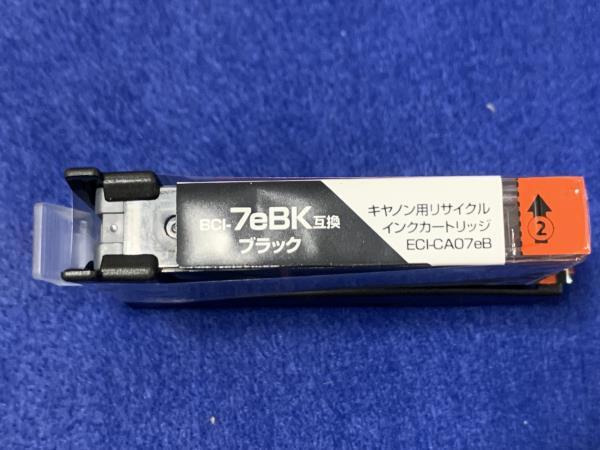 BCI-7eBK互換
ブラック
キヤノン用リサイクル
インクカートリッジ
ECI-CA07eB
2